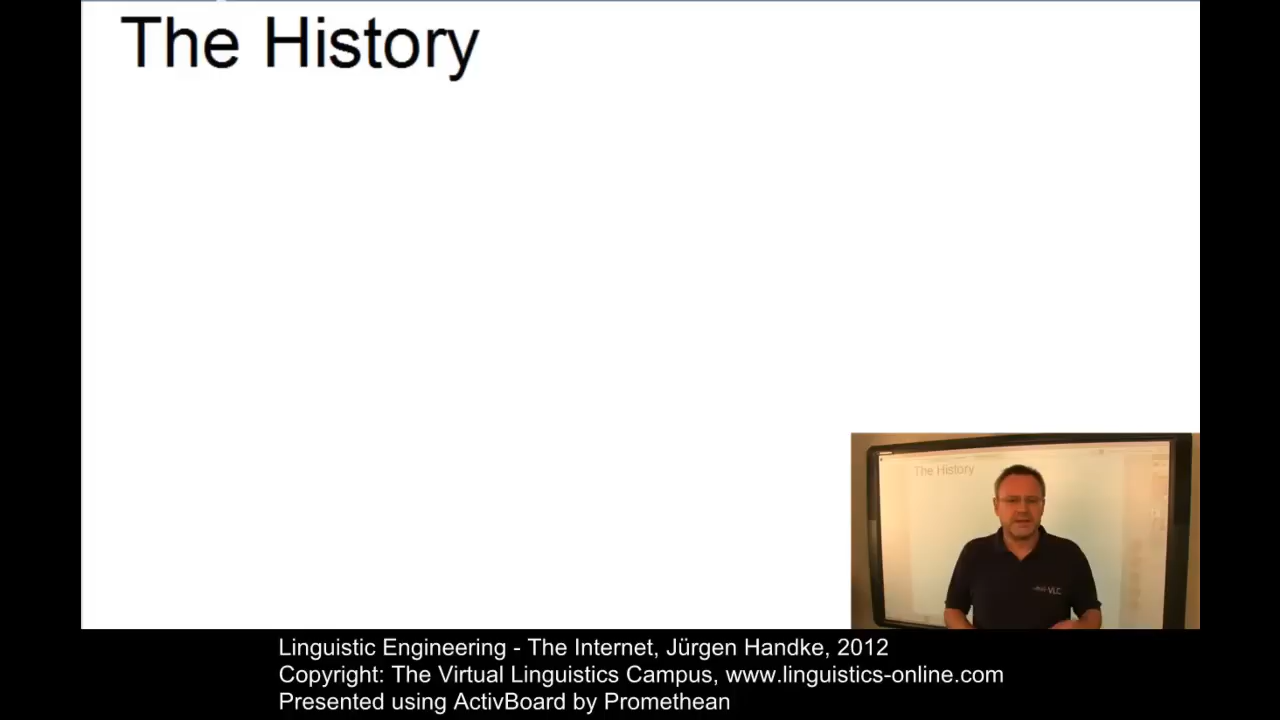 The History
The History
VLC
Linguistic Engineering - The Internet, Jürgen Handke, 2012
Copyright: The Virtual Linguistics Campus, www.linguistics-online.com
Presented using ActivBoard by Promethean